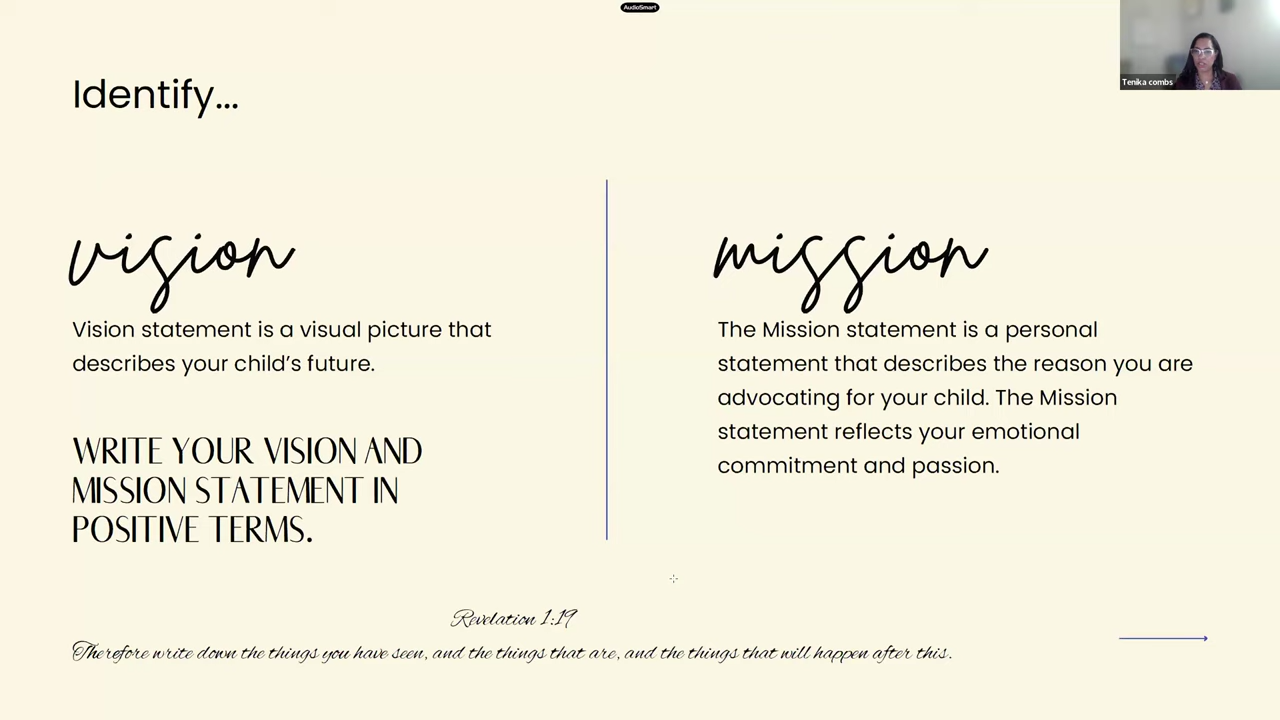 AudioSmart
Tenika combs
Identify...
vision
Vision statement is a visual picture that
describes your child's future.
WRITE YOUR VISION AND
MISSION STATEMENT IN
POSITIVE TERMS.
mission
The Mission statement is a personal
statement that describes the reason you are
advocating for your child. The Mission
statement reflects your emotional
commitment and passion.
Revelation 1:19
Therefore write down the things you have seen, and the things that are, and the things that will happen after this.